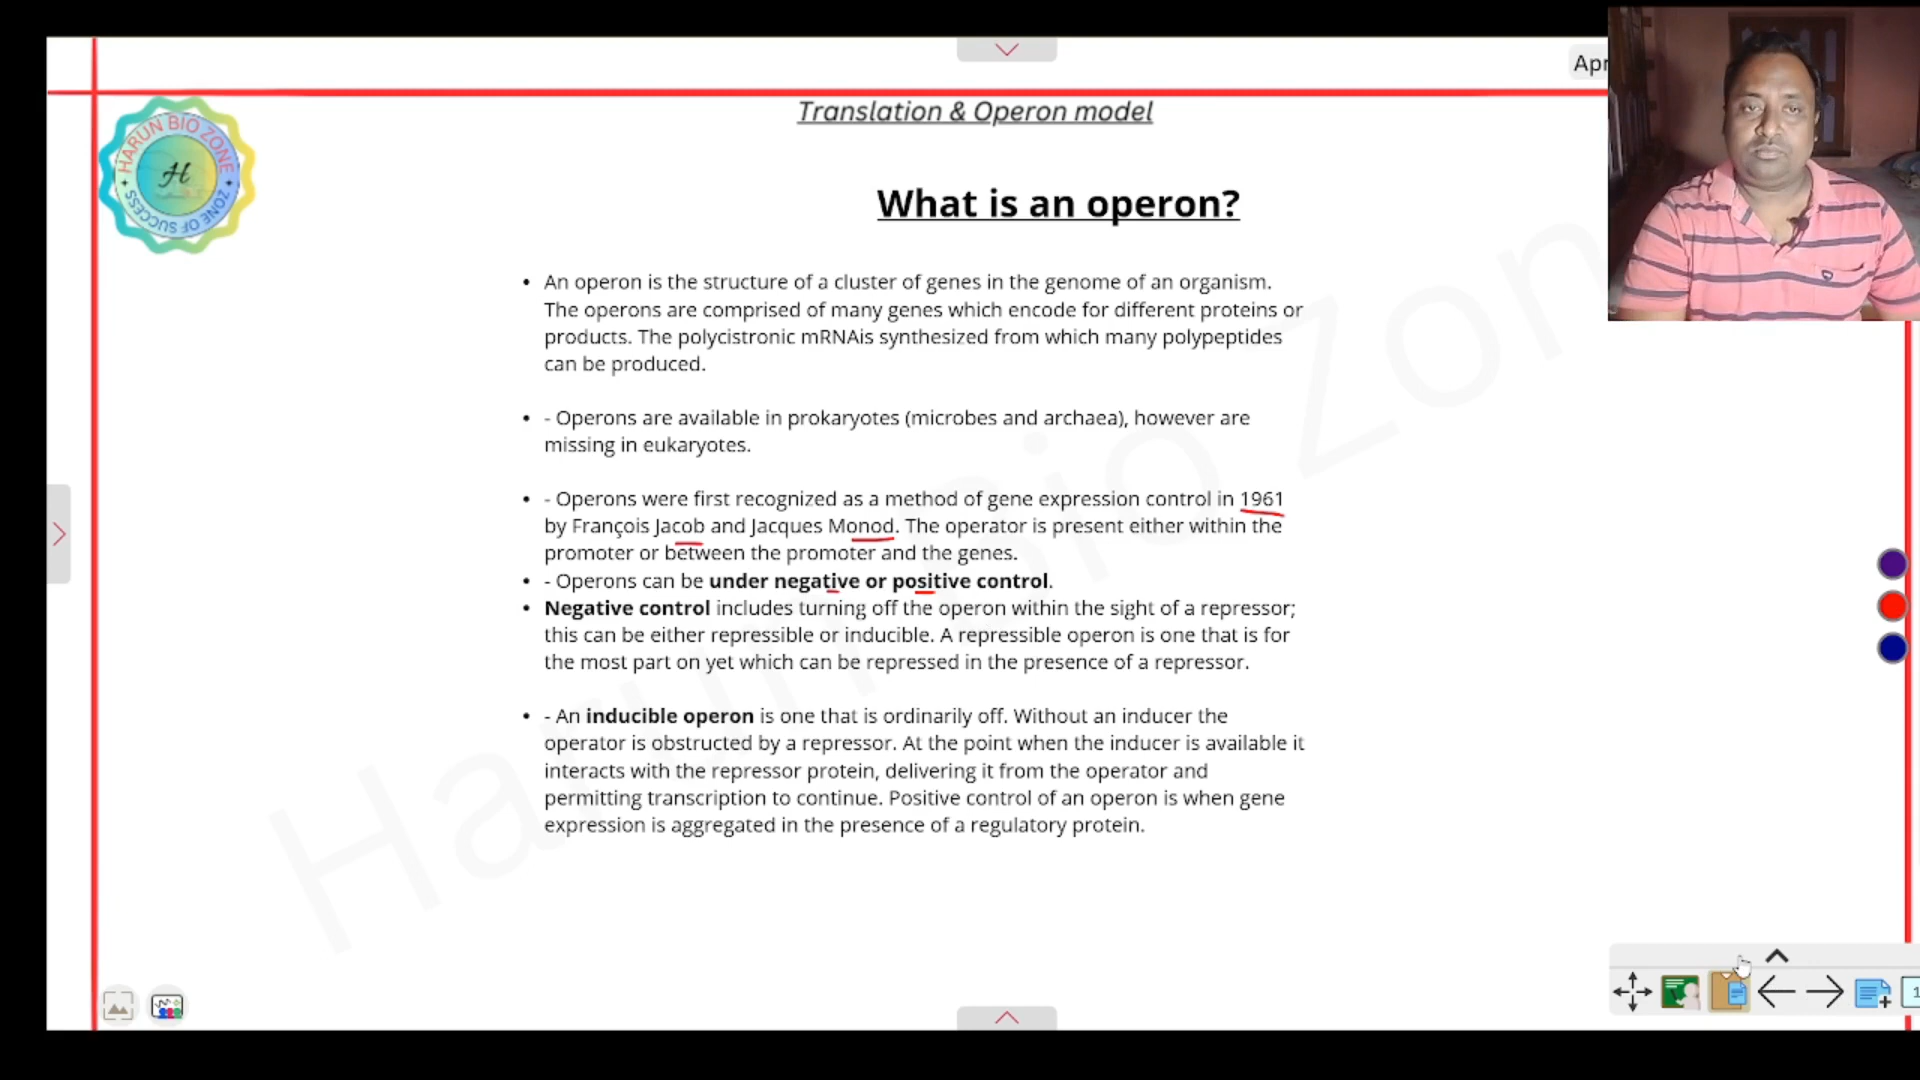 Apr
Translation & Operon model
HARUN BIO ZONE
H
ZONE OF SUCCESS
What is an operon?
• An operon is the structure of a cluster of genes in the genome of an organism.
The operons are comprised of many genes which encode for different proteins or
products. The polycistronic mRNAis synthesized from which many polypeptides
can be produced.
• - Operons are available in prokaryotes (microbes and archaea), however are
missing in eukaryotes.
• - Operons were first recognized as a method of gene expression control in 1961
by François Jacob and Jacques Monod. The operator is present either within the
promoter or between the promoter and the genes.
• - Operons can be under negative or positive control.
• Negative control includes turning off the operon within the sight of a repressor;
this can be either repressible or inducible. A repressible operon is one that is for
the most part on yet which can be repressed in the presence of a repressor.
• - An inducible operon is one that is ordinarily off. Without an inducer the
operator is obstructed by a repressor. At the point when the inducer is available it
interacts with the repressor protein, delivering it from the operator and
permitting transcription to continue. Positive control of an operon is when gene
expression is aggregated in the presence of a regulatory protein.
Harun Bio Zon
1